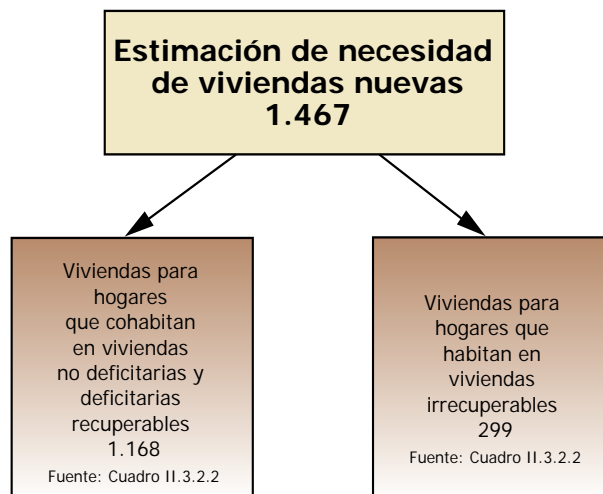 Estimación de necesidad
de viviendas nuevas
1.467
Viviendas para
hogares
que cohabitan
en viviendas
no deficitarias y
deficitarias
recuperables
1.168
Fuente: Cuadro II.3.2.2
Viviendas para
hogares que
habitan en
viviendas
irrecuperables
299
Fuente: Cuadro II.3.2.2